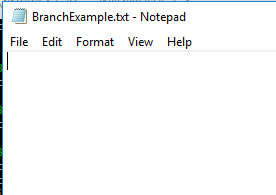 BranchExample.txt - Notepad
File Edit Format View Help